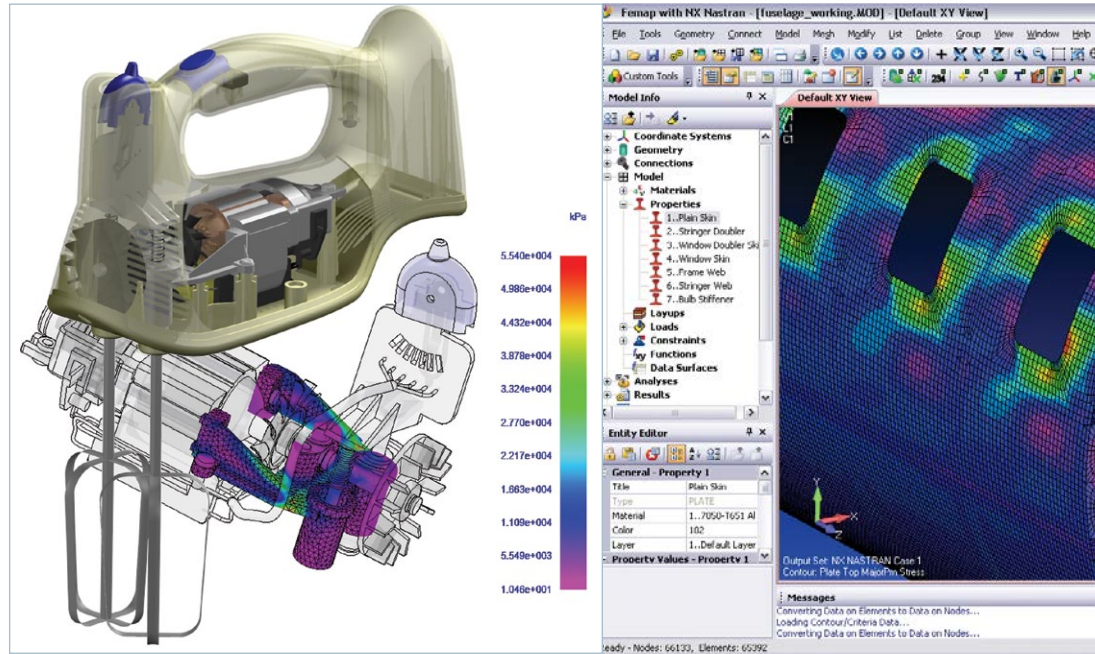 kPa
5.540e+004
4.986e+004
4.432e+004
3.878e+004
3.324e+004
2.770e+004
2.217e+004
1.663e+004
1.109e+004
5.549e+003
1.046e+001
Femap with NX Nastran - [fuselage_working.MOD] - [Default XY View]
File Tools Geometry Connect Model Mesh Modify List Delete Group View Window Help
Custom Tools
Model Info
Default XY View
V1
L1
C1
Coordinate Systems
Geometry
Connections
Model
Materials
Properties
1..Plain Skin
2..Stringer Doubler
3..Window Doubler Ski
4..Window Skin
5..Frame Web
6..Stringer Web
7..Bulb Stiffener
Layups
Loads
Constraints
Functions
Data Surfaces
Analyses
Results
Entity Editor
General - Property 1
Title Plain Skin
Type PLATE
Material 1..7050-T651 Al
Color 102
Layer 1..Default Layer
Property Values - Property 1
Y
X
Z
Output Set: NX NASTRAN Case 1
Contour: Plate Top MajorPrn Stress
Messages
Converting Data on Elements to Data on Nodes...
Loading Contour/Criteria Data...
Converting Data on Elements to Data on Nodes...
Ready - Nodes: 66133, Elements: 65392